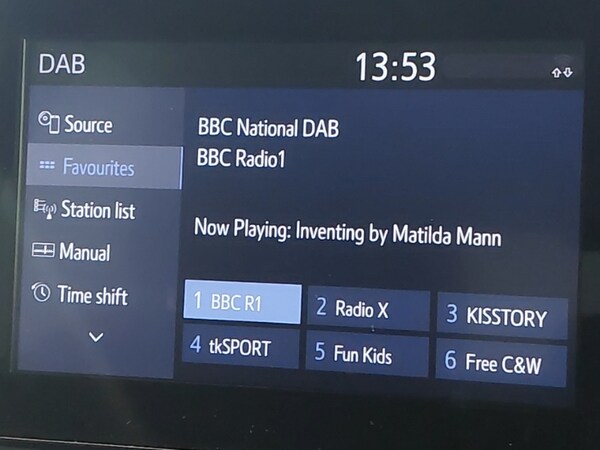 DAB
13:53
Source
Favourites
Station list
Manual
Time shift
BBC National DAB
BBC Radio1
Now Playing: Inventing by Matilda Mann
1 BBC R1
2 Radio X
3 KISSTORY
4 tkSPORT
5 Fun Kids
6 Free C&W